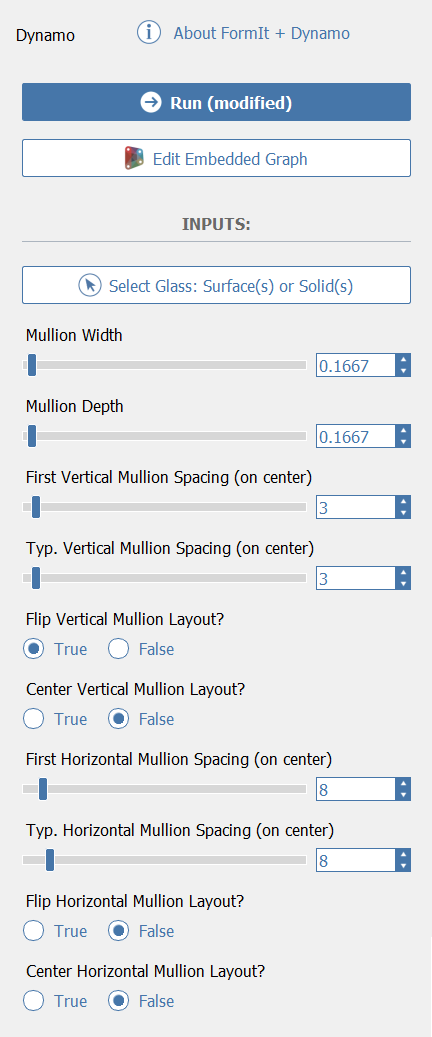 Dynamo
About FormIt + Dynamo
Run (modified)
Edit Embedded Graph
INPUTS:
Select Glass: Surface(s) or Solid(s)
Mullion Width
0.1667
Mullion Depth
0.1667
First Vertical Mullion Spacing (on center)
3
Typ. Vertical Mullion Spacing (on center)
3
Flip Vertical Mullion Layout?
True False
Center Vertical Mullion Layout?
True False
First Horizontal Mullion Spacing (on center)
8
Typ. Horizontal Mullion Spacing (on center)
8
Flip Horizontal Mullion Layout?
True False
Center Horizontal Mullion Layout?
True False